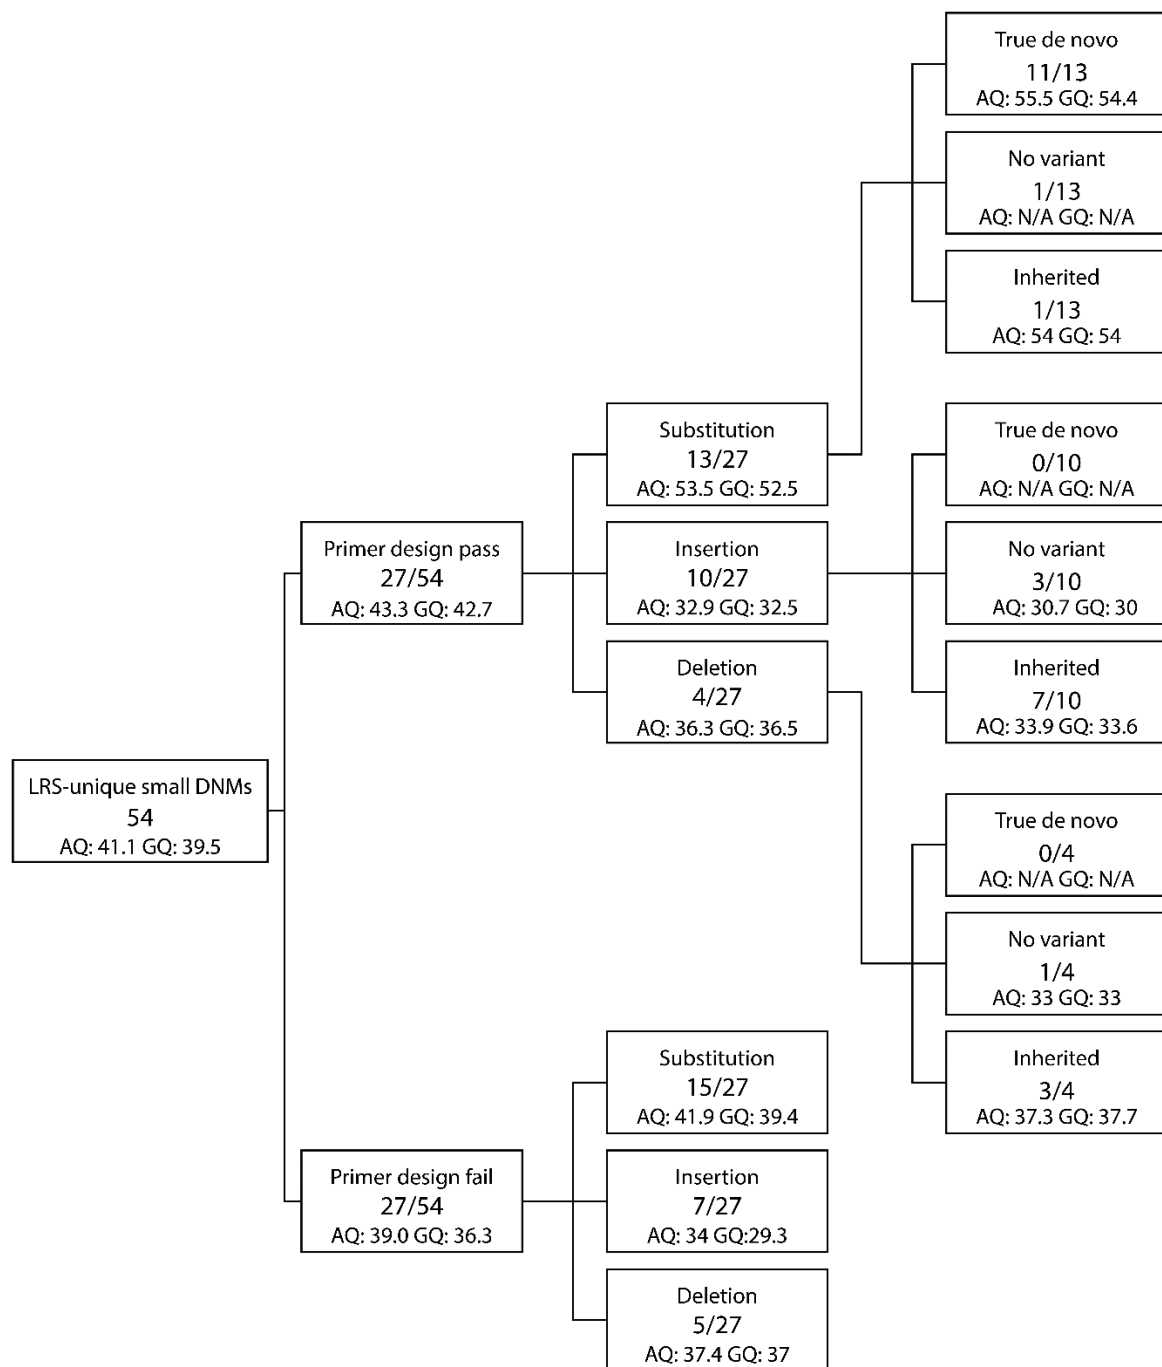 True de novo
11/13
AQ: 55.5 GQ: 54.4
No variant
1/13
AQ: N/A GQ: N/A
Inherited
1/13
AQ: 54 GQ: 54
Substitution
13/27
AQ: 53.5 GQ: 52.5
True de novo
0/10
AQ: N/A GQ: N/A
Primer design pass
27/54
AQ: 43.3 GQ: 42.7
Insertion
10/27
AQ: 32.9 GQ: 32.5
No variant
3/10
AQ: 30.7 GQ: 30
Deletion
4/27
AQ: 36.3 GQ: 36.5
Inherited
7/10
AQ: 33.9 GQ: 33.6
LRS-unique small DNMs
54
AQ: 41.1 GQ: 39.5
True de novo
0/4
AQ: N/A GQ: N/A
No variant
1/4
AQ: 33 GQ: 33
Substitution
15/27
AQ: 41.9 GQ: 39.4
Inherited
3/4
AQ: 37.3 GQ: 37.7
Primer design fail
27/54
AQ: 39.0 GQ: 36.3
Insertion
7/27
AQ: 34 GQ:29.3
Deletion
5/27
AQ: 37.4 GQ: 37